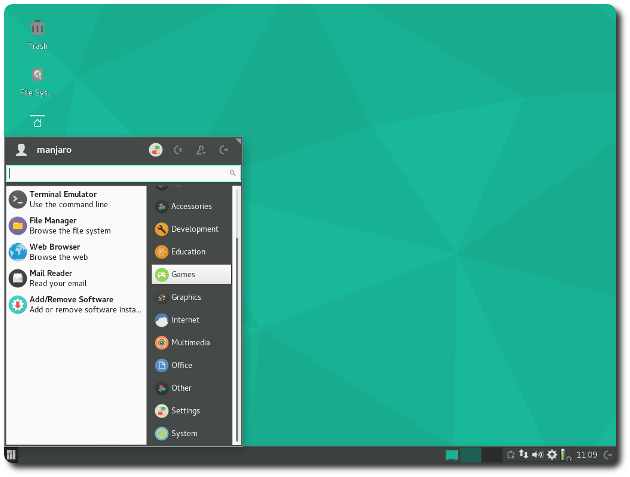 Trash
File Sys...
manjaro
Terminal Emulator
Use the command line
File Manager
Browse the file system
Web Browser
Browse the web
Mail Reader
Read your email
Add/Remove Software
Add or remove software insta...
Accessories
Development
Education
Games
Graphics
Internet
Multimedia
Office
Other
Settings
System
11:09